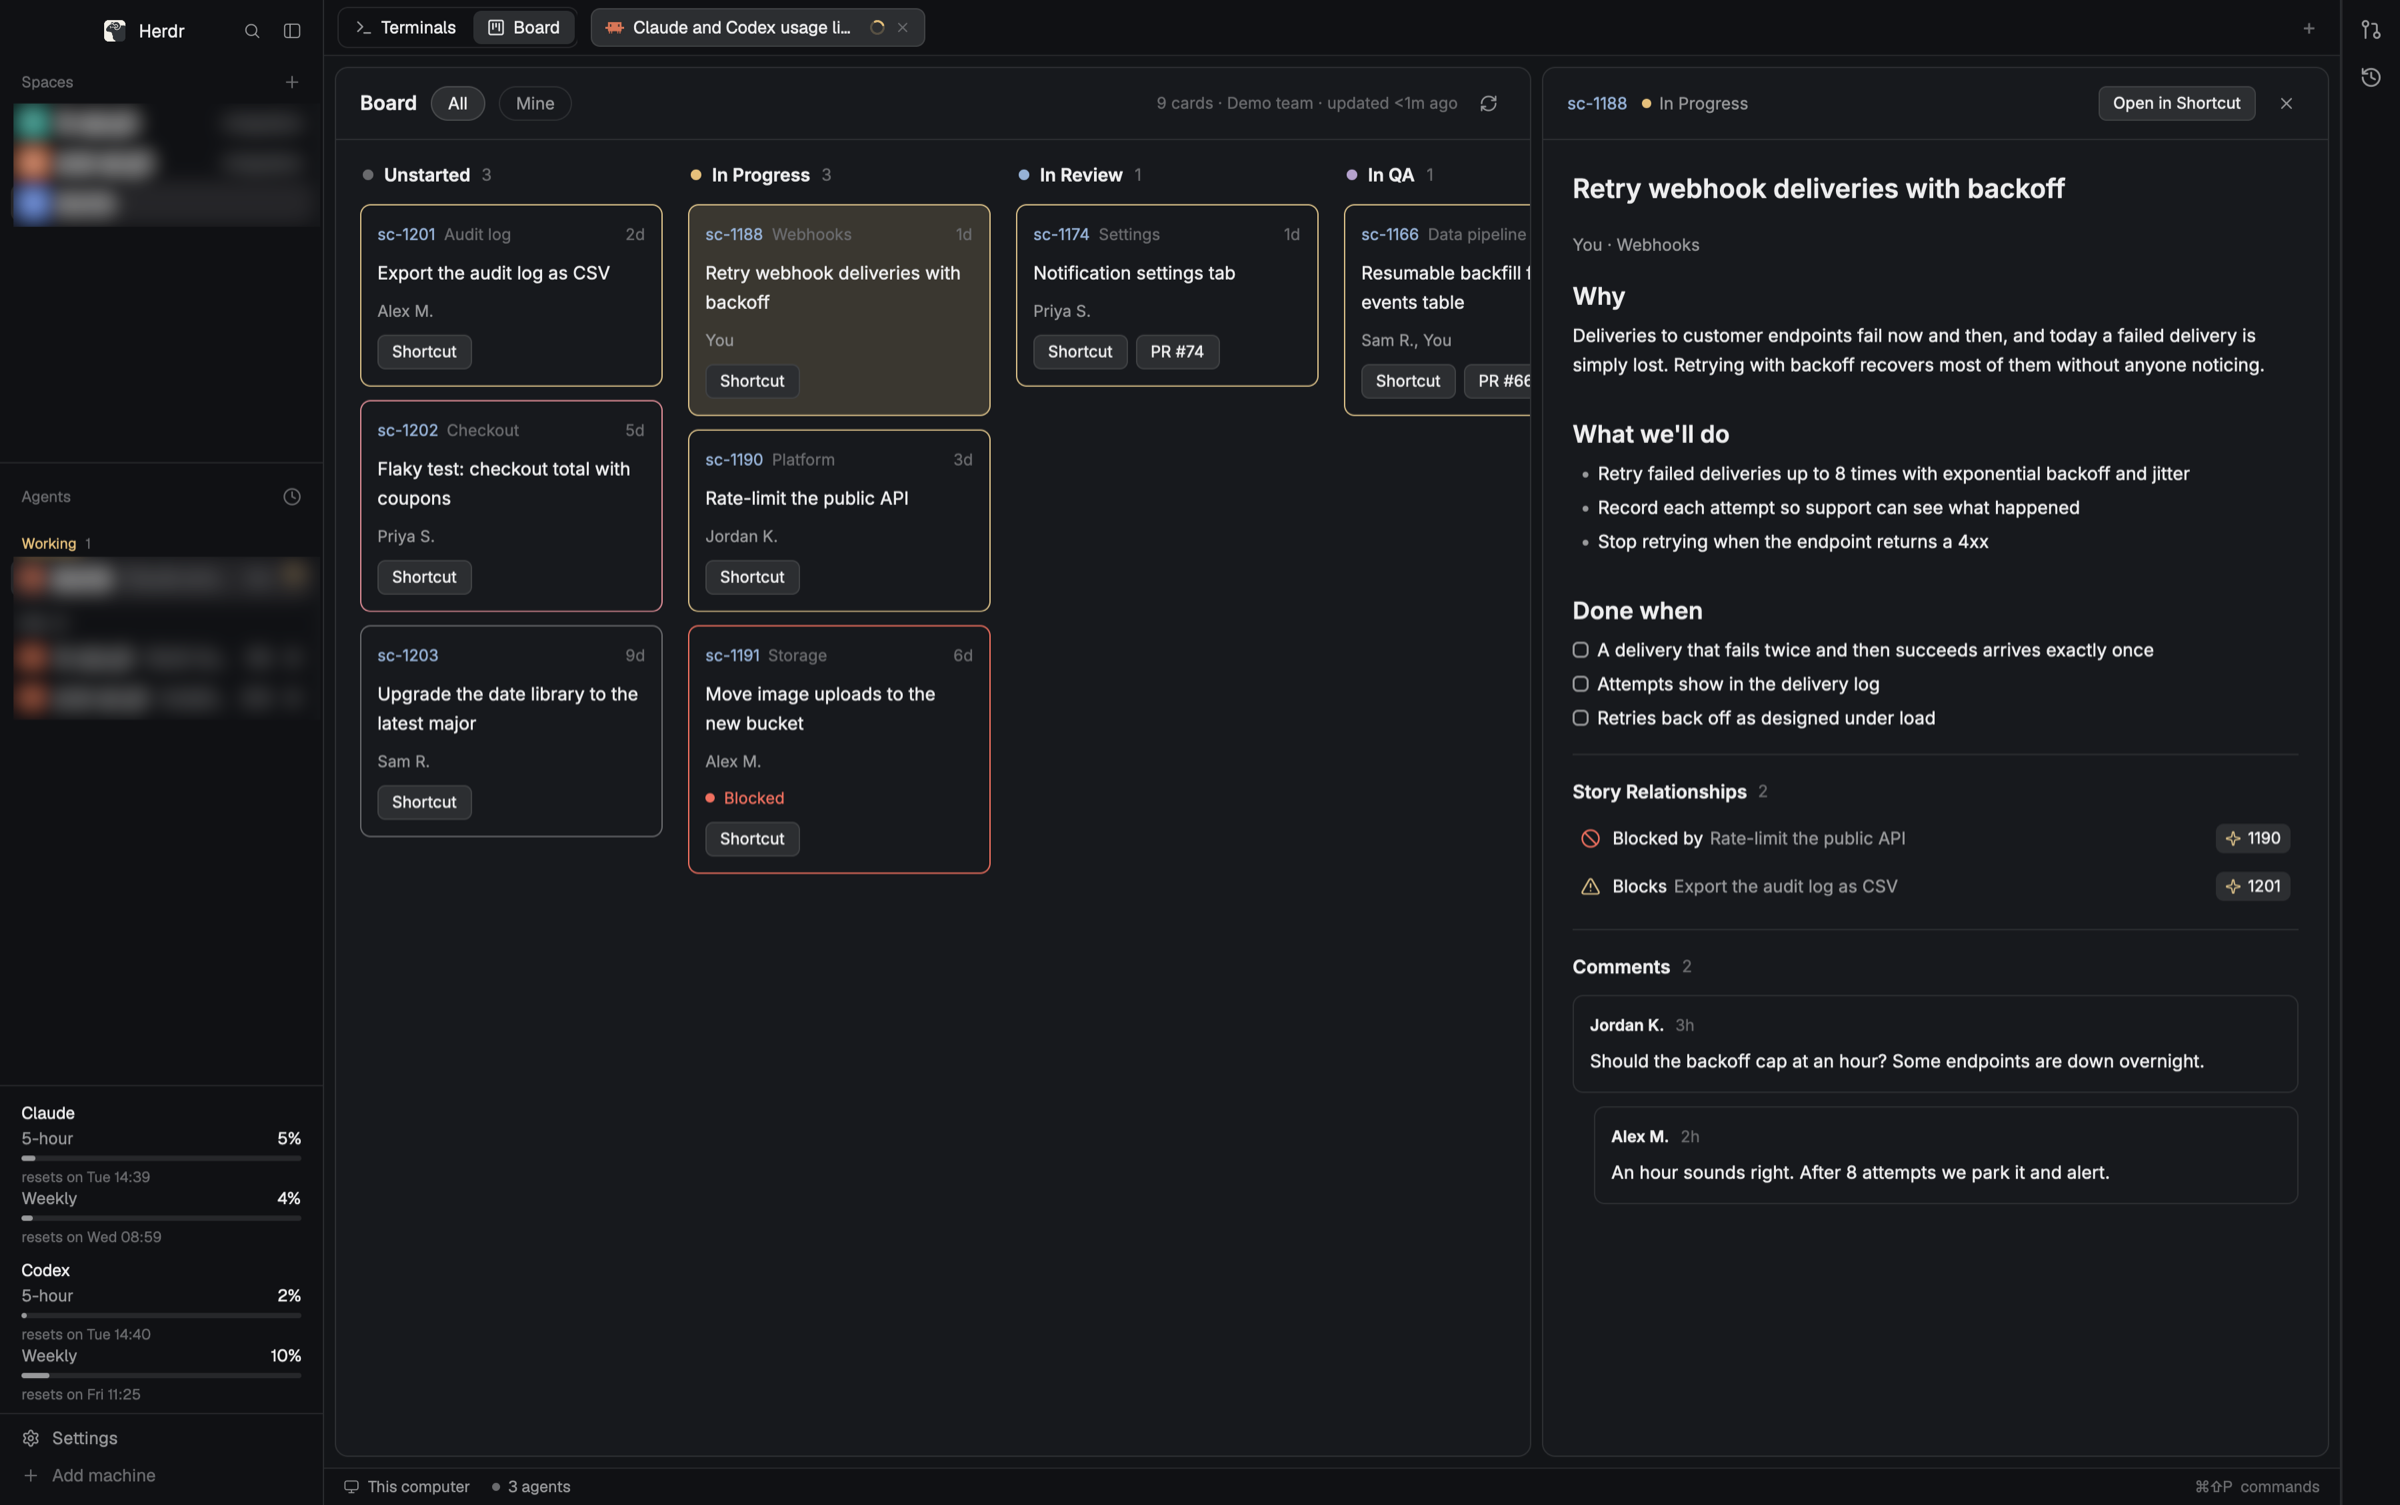 Herdr
Spaces
Agents
Working 1
Claude
5-hour 5%
resets on Tue 14:39
Weekly 4%
resets on Wed 08:59
Codex
5-hour 2%
resets on Tue 14:40
Weekly 10%
resets on Fri 11:25
Settings
Add machine
Terminals
Board
Claude and Codex usage li...
Board All Mine 9 cards · Demo team · updated <1m ago
Unstarted 3
sc-1201 Audit log 2d
Export the audit log as CSV
Alex M.
Shortcut
sc-1202 Checkout 5d
Flaky test: checkout total with
coupons
Priya S.
Shortcut
sc-1203 9d
Upgrade the date library to the
latest major
Sam R.
Shortcut
In Progress 3
sc-1188 Webhooks 1d
Retry webhook deliveries with
backoff
You
Shortcut
sc-1190 Platform 3d
Rate-limit the public API
Jordan K.
Shortcut
sc-1191 Storage 6d
Move image uploads to the
new bucket
Alex M.
Blocked
Shortcut
In Review 1
sc-1174 Settings 1d
Notification settings tab
Priya S.
Shortcut PR #74
In QA 1
sc-1166 Data pipeline
Resumable backfill
events table
Sam R., You
Shortcut PR #66
sc-1188 In Progress Open in Shortcut
Retry webhook deliveries with backoff
You · Webhooks
Why
Deliveries to customer endpoints fail now and then, and today a failed delivery is
simply lost. Retrying with backoff recovers most of them without anyone noticing.
What we'll do
• Retry failed deliveries up to 8 times with exponential backoff and jitter
• Record each attempt so support can see what happened
• Stop retrying when the endpoint returns a 4xx
Done when
A delivery that fails twice and then succeeds arrives exactly once
Attempts show in the delivery log
Retries back off as designed under load
Story Relationships 2
Blocked by Rate-limit the public API 1190
Blocks Export the audit log as CSV 1201
Comments 2
Jordan K. 3h
Should the backoff cap at an hour? Some endpoints are down overnight.
Alex M. 2h
An hour sounds right. After 8 attempts we park it and alert.
This computer 3 agents
⌘⇧P commands